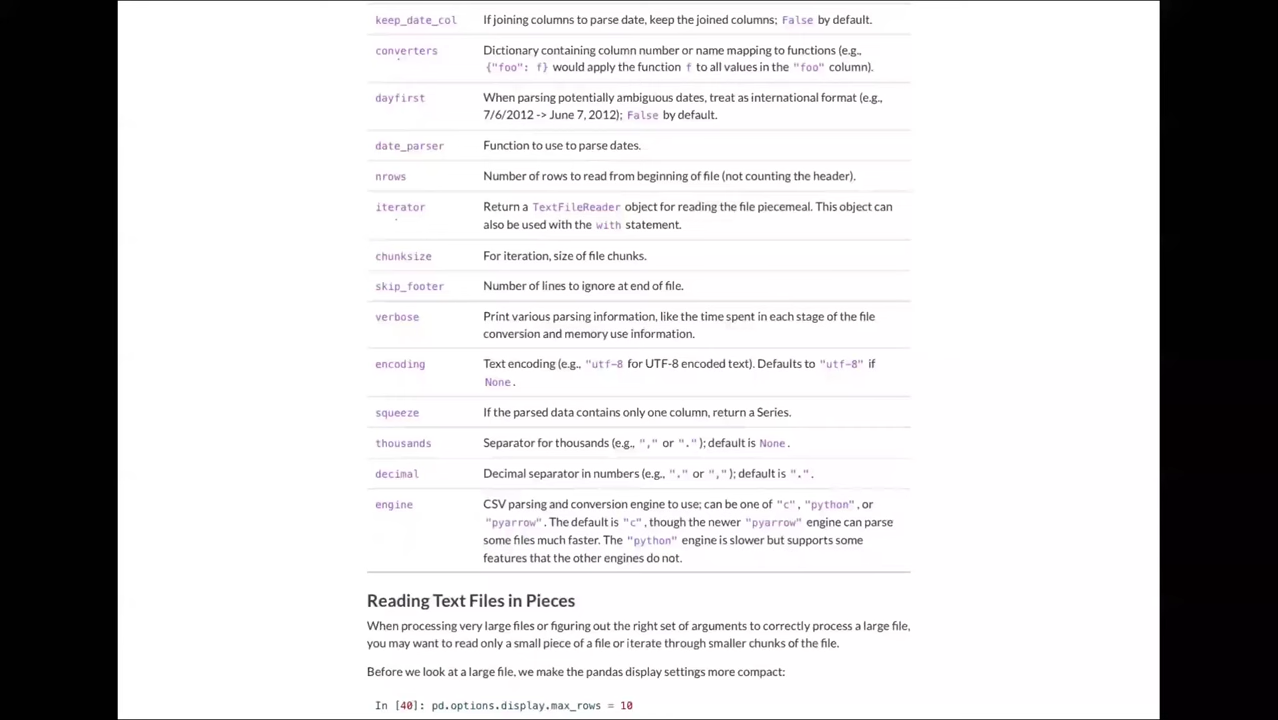 keep_date_col If joining columns to parse date, keep the joined columns; False by default.
converters Dictionary containing column number or name mapping to functions (e.g.,
{"foo": f} would apply the function f to all values in the "foo" column).
dayfirst When parsing potentially ambiguous dates, treat as international format (e.g.,
7/6/2012 -> June 7, 2012); False by default.
date_parser Function to use to parse dates.
nrows Number of rows to read from beginning of file (not counting the header).
iterator Return a TextFileReader object for reading the file piecemeal. This object can
also be used with the with statement.
chunksize For iteration, size of file chunks.
skip_footer Number of lines to ignore at end of file.
verbose Print various parsing information, like the time spent in each stage of the file
conversion and memory use information.
encoding Text encoding (e.g., "utf-8 for UTF-8 encoded text). Defaults to "utf-8" if
None.
squeeze If the parsed data contains only one column, return a Series.
thousands Separator for thousands (e.g., "," or "."); default is None.
decimal Decimal separator in numbers (e.g., "." or ","); default is ".".
engine CSV parsing and conversion engine to use; can be one of "c", "python", or
"pyarrow". The default is "c", though the newer "pyarrow" engine can parse
some files much faster. The "python" engine is slower but supports some
features that the other engines do not.
Reading Text Files in Pieces
When processing very large files or figuring out the right set of arguments to correctly process a large file,
you may want to read only a small piece of a file or iterate through smaller chunks of the file.
Before we look at a large file, we make the pandas display settings more compact:
In [40]: pd.options.display.max_rows = 10